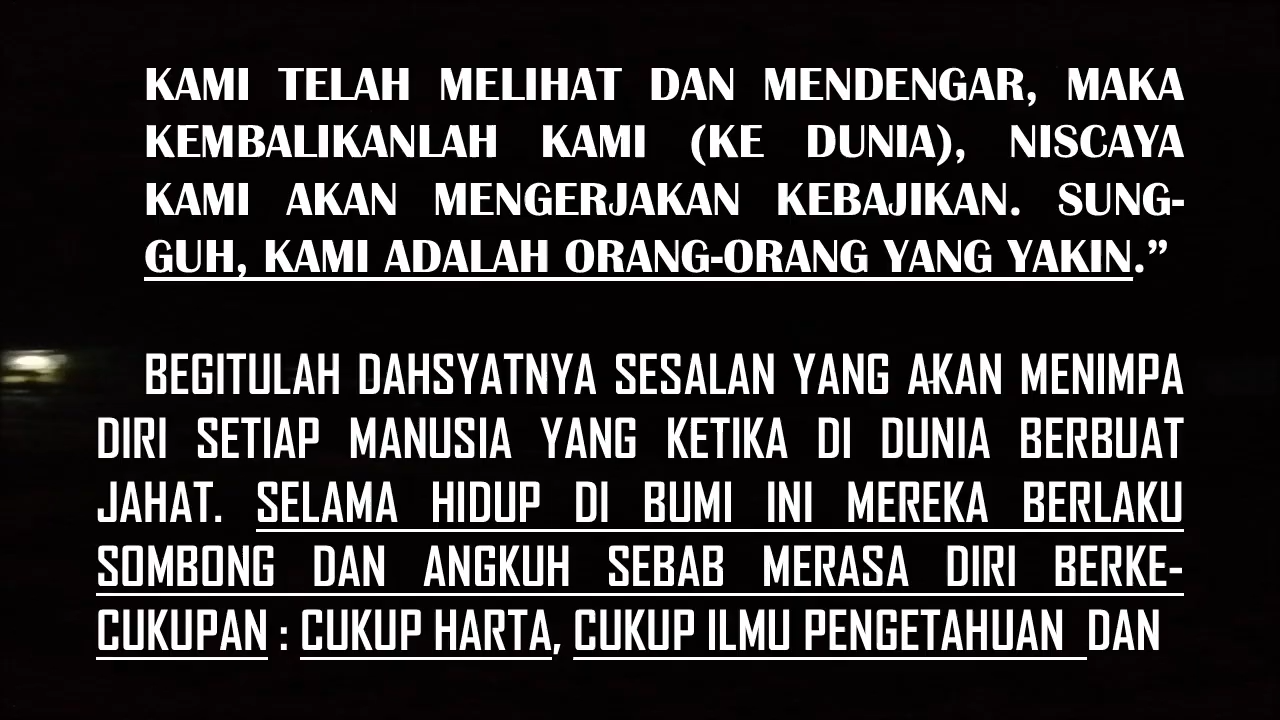 KAMI TELAH MELIHAT DAN MENDENGAR, MAKA
KEMBALIKANLAH KAMI (KE DUNIA), NISCAYA
KAMI AKAN MENGERJAKAN KEBAJIKAN. SUNG-
GUH, KAMI ADALAH ORANG-ORANG YANG YAKIN.”
BEGITULAH DAHSYATNYA SESALAN YANG AKAN MENIMPA
DIRI SETIAP MANUSIA YANG KETIKA DI DUNIA BERBUAT
JAHAT. SELAMA HIDUP DI BUMI INI MEREKA BERLAKU
SOMBONG DAN ANGKUH SEBAB MERASA DIRI BERKE-
CUKUPAN : CUKUP HARTA, CUKUP ILMU PENGETAHUAN DAN